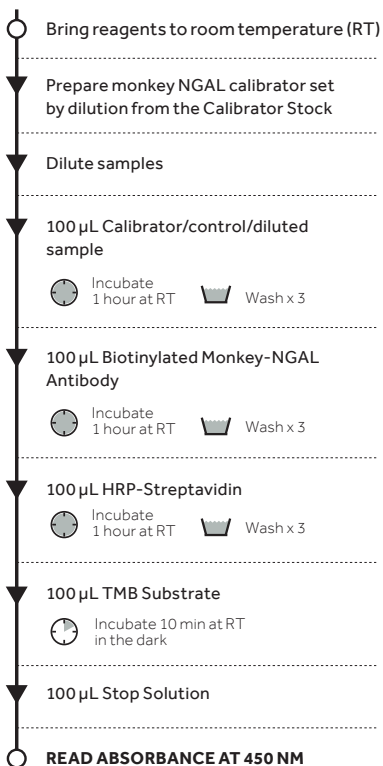 Bring reagents to room temperature (RT)
Prepare monkey NGAL calibrator set
by dilution from the Calibrator Stock
Dilute samples
100 µL Calibrator/control/diluted
sample
Incubate
1 hour at RT
Wash x 3
100 µL Biotinylated Monkey-NGAL
Antibody
Incubate
1 hour at RT
Wash x 3
100 µL HRP-Streptavidin
Incubate
1 hour at RT
Wash x 3
100 µL TMB Substrate
Incubate 10 min at RT
in the dark
100 µL Stop Solution
READ ABSORBANCE AT 450 NM